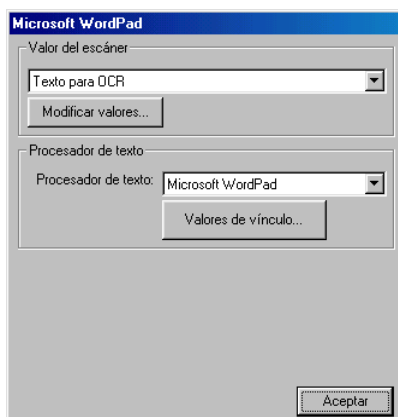 Microsoft WordPad
Valor del escáner
Texto para OCR
Modificar valores...
Procesador de texto
Procesador de texto: Microsoft WordPad
Valores de vínculo...
Aceptar